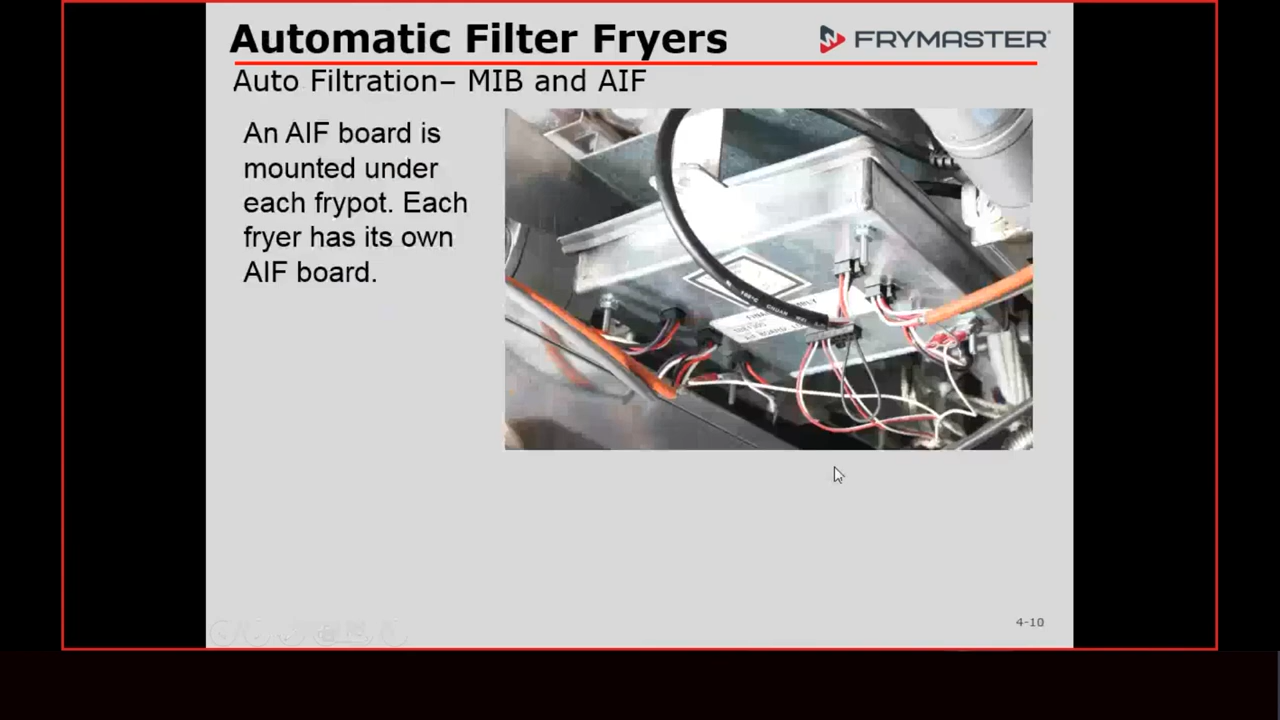 Automatic Filter Fryers
FRYMASTER
Auto Filtration– MIB and AIF
An AIF board is
mounted under
each frypot. Each
fryer has its own
AIF board.
4-10